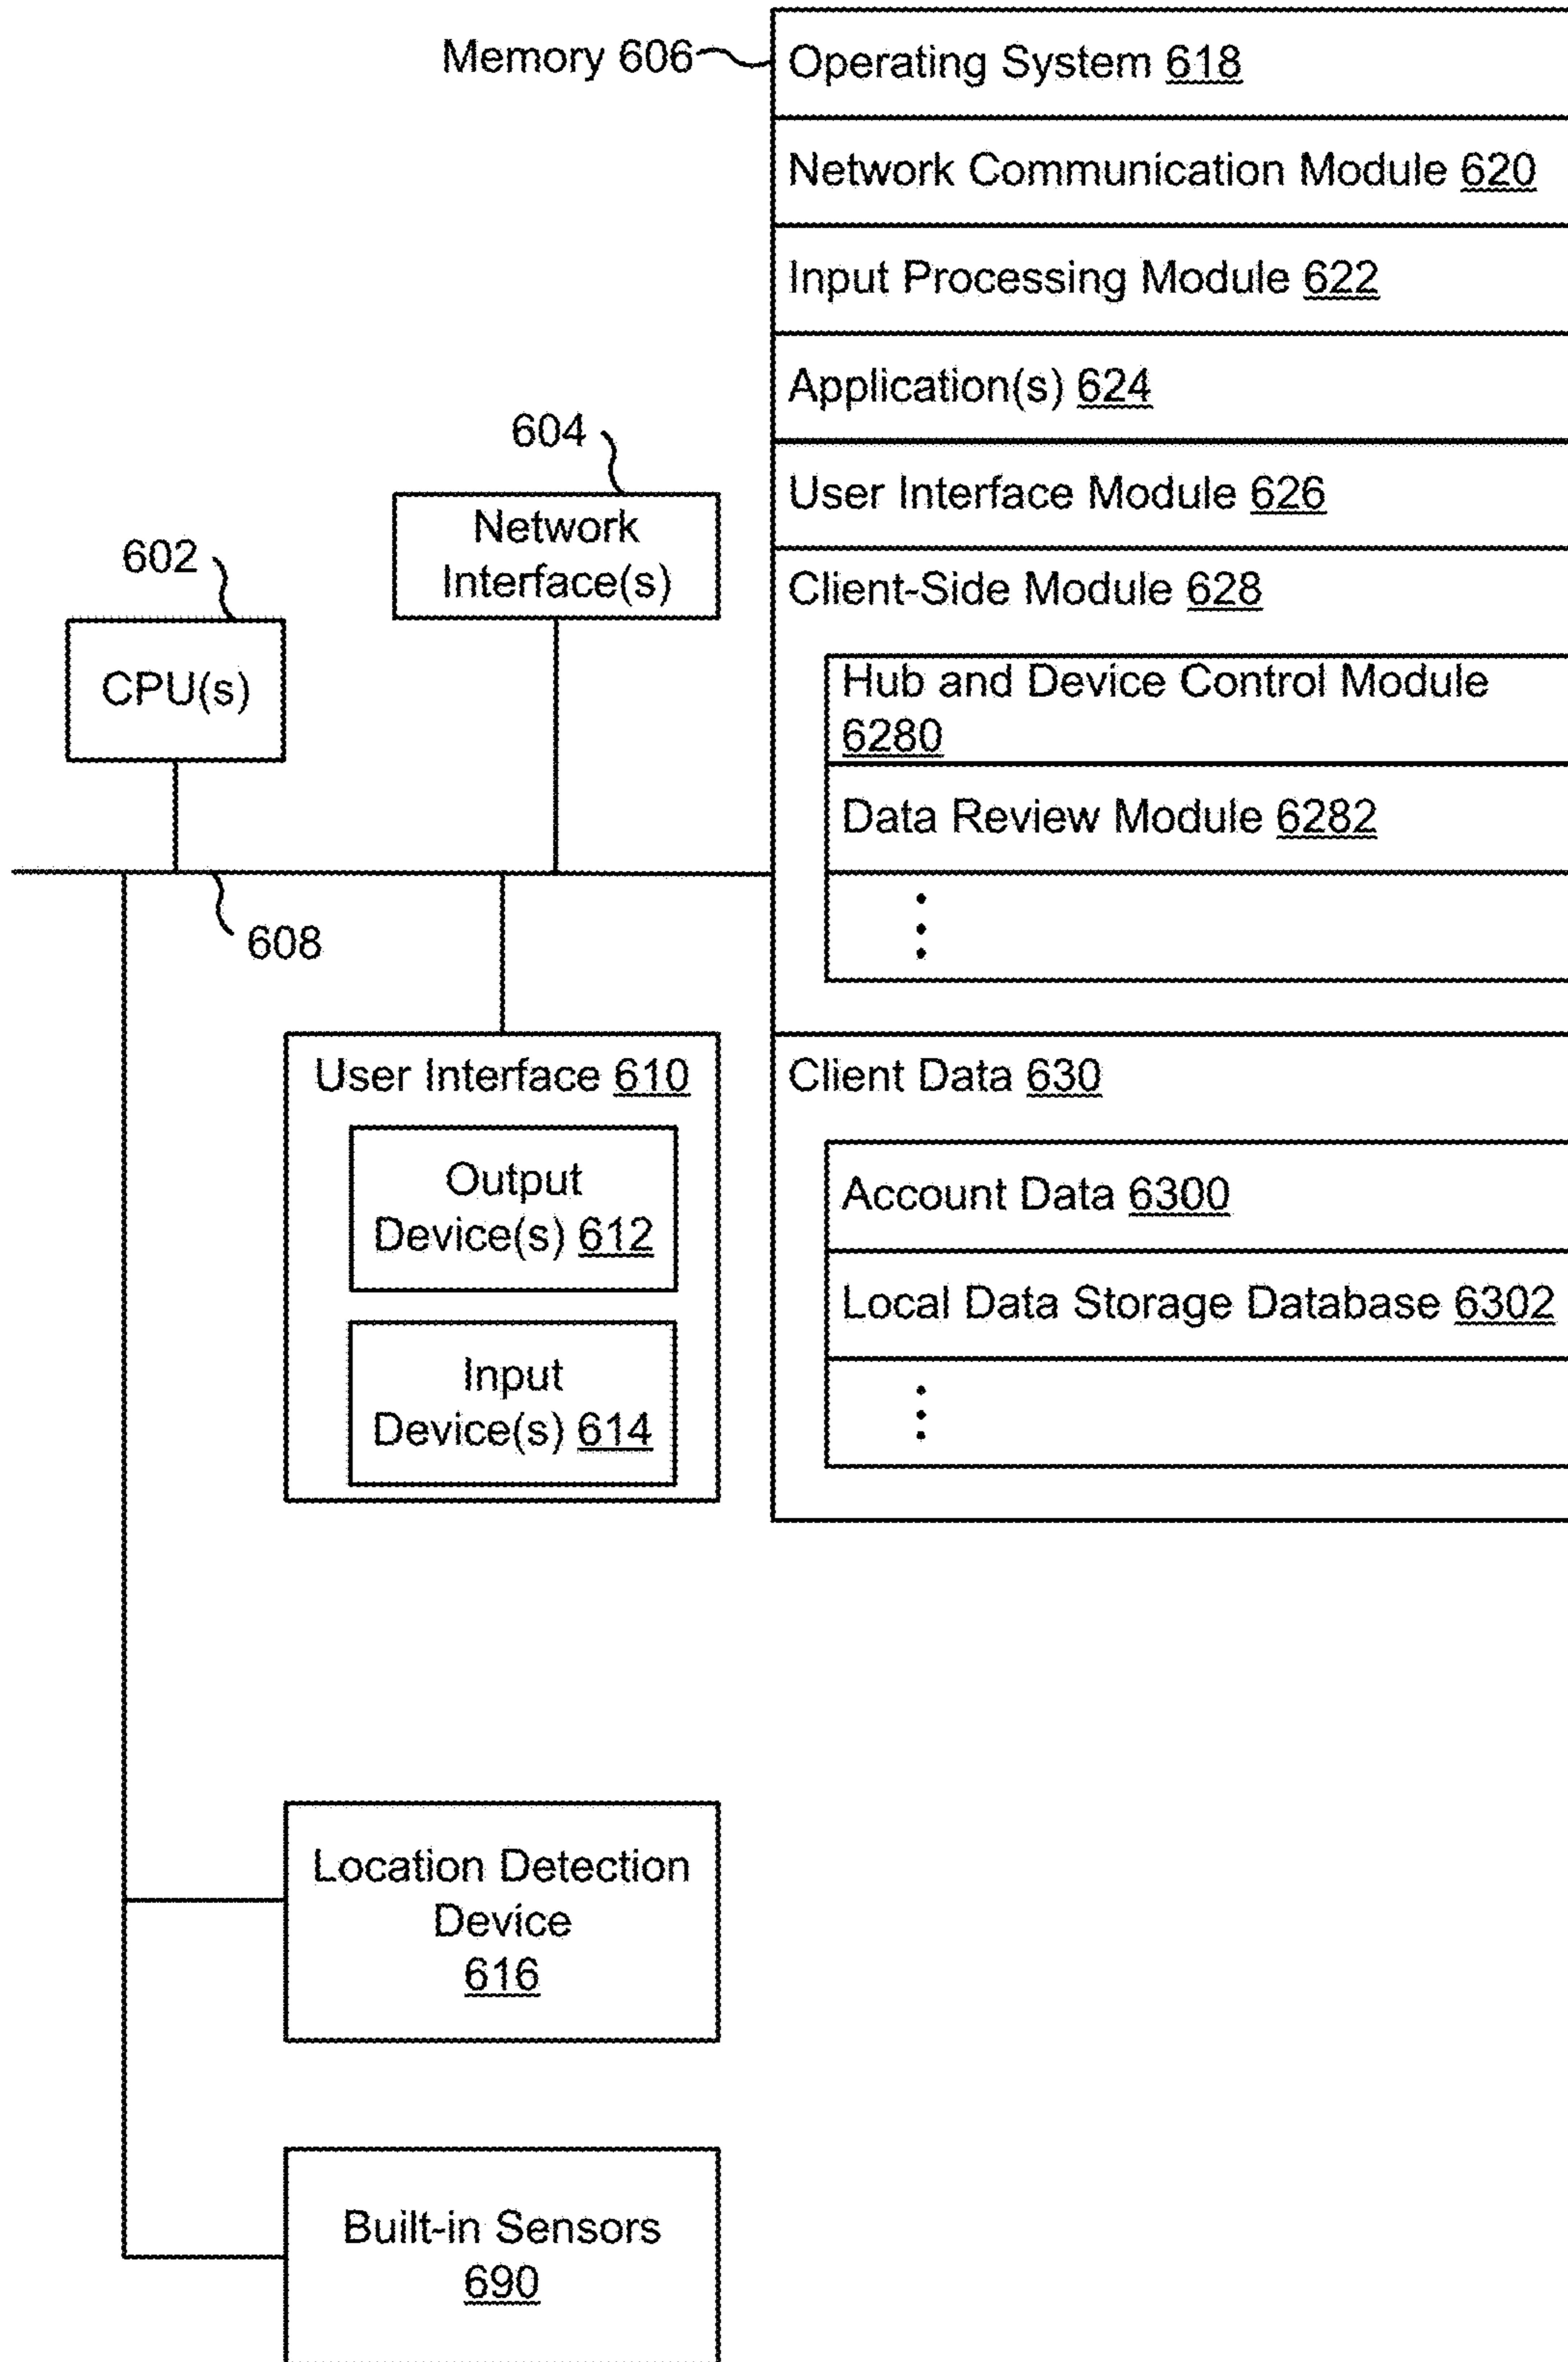 Memory 606
Operating System 618
Network Communication Module 620
Input Processing Module 622
Application(s) 624
User Interface Module 626
Client-Side Module 628
Hub and Device Control Module
6280
Data Review Module 6282
Client Data 630
Account Data 6300
Local Data Storage Database 6302
604
Network
Interface(s)
602
CPU(s)
608
User Interface 610
Output
Device(s) 612
Input
Device(s) 614
Location Detection
Device
616
Built-in Sensors
690